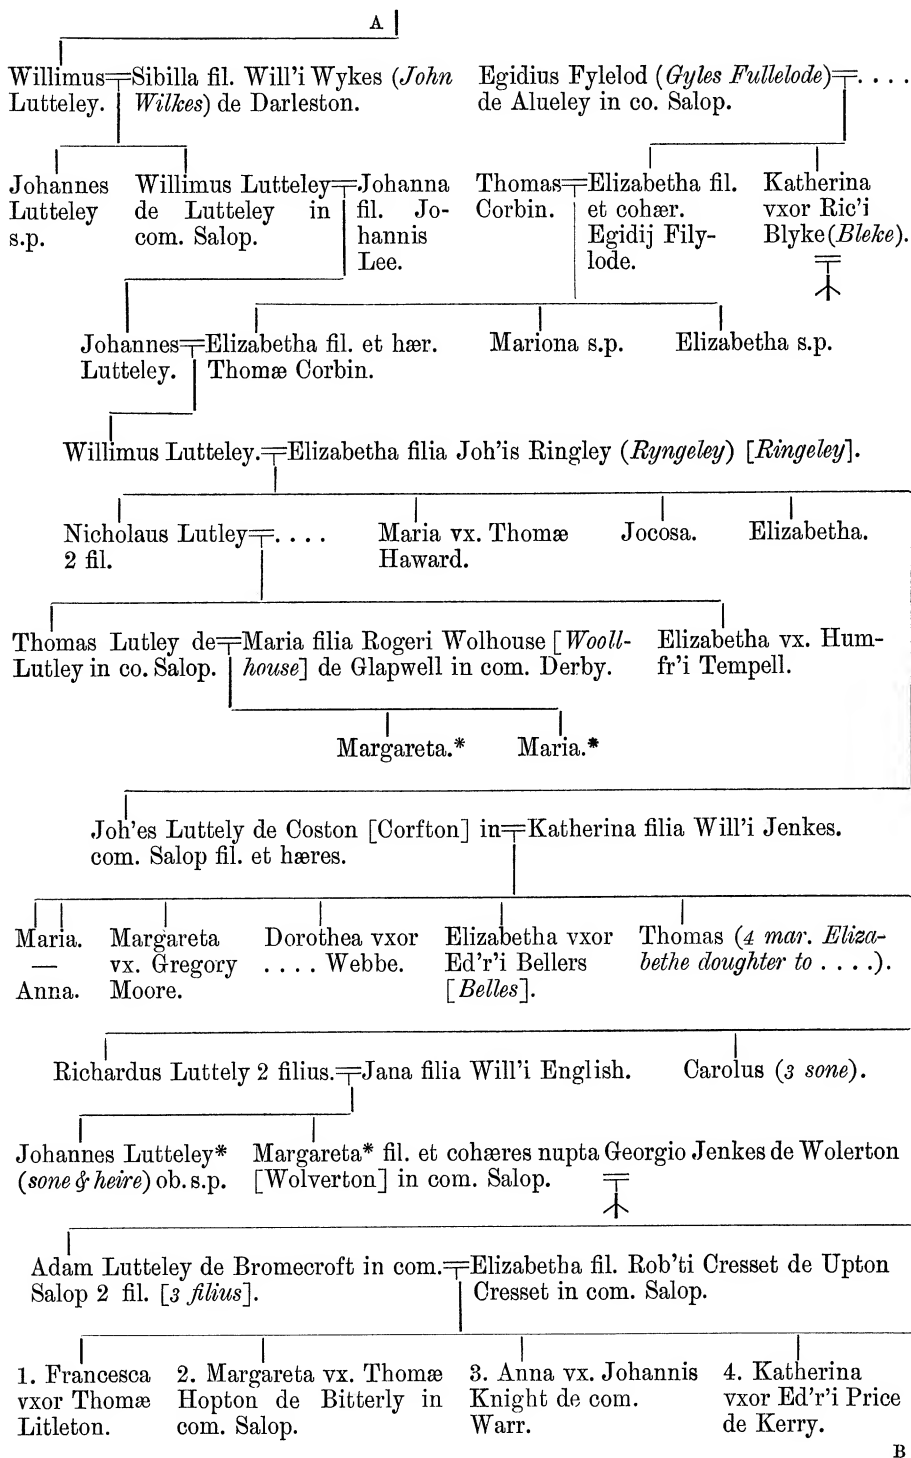 A
Willimus=Sibilla fil. Will'i Wykes (John
Lutteley. Wilkes) de Darleston.
Egidius Fylelod (Gyles Fullelode)=. . . .
de Alueley in co. Salop.
Johannes
Lutteley
s.p.
Willimus Lutteley=Johanna
de Lutteley in fil. Jo-
com. Salop. hannis
Lee.
Thomas=Elizabetha fil.
Corbin. et cohær.
Egidij Fily-
lode.
Katherina
vxor Ric'i
Blyke(Bleke).
Johannes=Elizabetha fil. et hær.
Lutteley. Thomæ Corbin.
Mariona s.p.
Elizabetha s.p.
Willimus Lutteley.=Elizabetha filia Joh'is Ringley (Ryngeley) [Ringeley].
Nicholaus Lutley=. . . .
2 fil.
Maria vx. Thomæ
Haward.
Jocosa.
Elizabetha.
Thomas Lutley de=Maria filia Rogeri Wolhouse [Wooll-
Lutley in co. Salop. house] de Glapwell in com. Derby.
Elizabetha vx. Hum-
fr'i Tempell.
Margareta.*
Maria.*
Joh'es Luttely de Coston [Corfton] in=Katherina filia Will'i Jenkes.
com. Salop fil. et hæres.
Maria.
—
Anna.
Margareta
vx. Gregory
Moore.
Dorothea vxor
. . . . Webbe.
Elizabetha vxor
Ed'r'i Bellers
[Belles].
Thomas (4 mar. Eliza-
bethe doughter to . . . .).
Richardus Luttely 2 filius.=Jana filia Will'i English.
Carolus (3 sone).
Johannes Lutteley*
(sone & heire) ob. s.p.
Margareta* fil. et cohæres nupta Georgio Jenkes de Wolerton
[Wolverton] in com. Salop.
Adam Lutteley de Bromecroft in com.=Elizabetha fil. Rob'ti Cresset de Upton
Salop 2 fil. [3 filius]. Cresset in com. Salop.
1. Francesca
vxor Thomæ
Litleton.
2. Margareta vx. Thomæ
Hopton de Bitterly in
com. Salop.
3. Anna vx. Johannis
Knight de com.
Warr.
4. Katherina
vxor Ed'r'i Price
de Kerry.
B